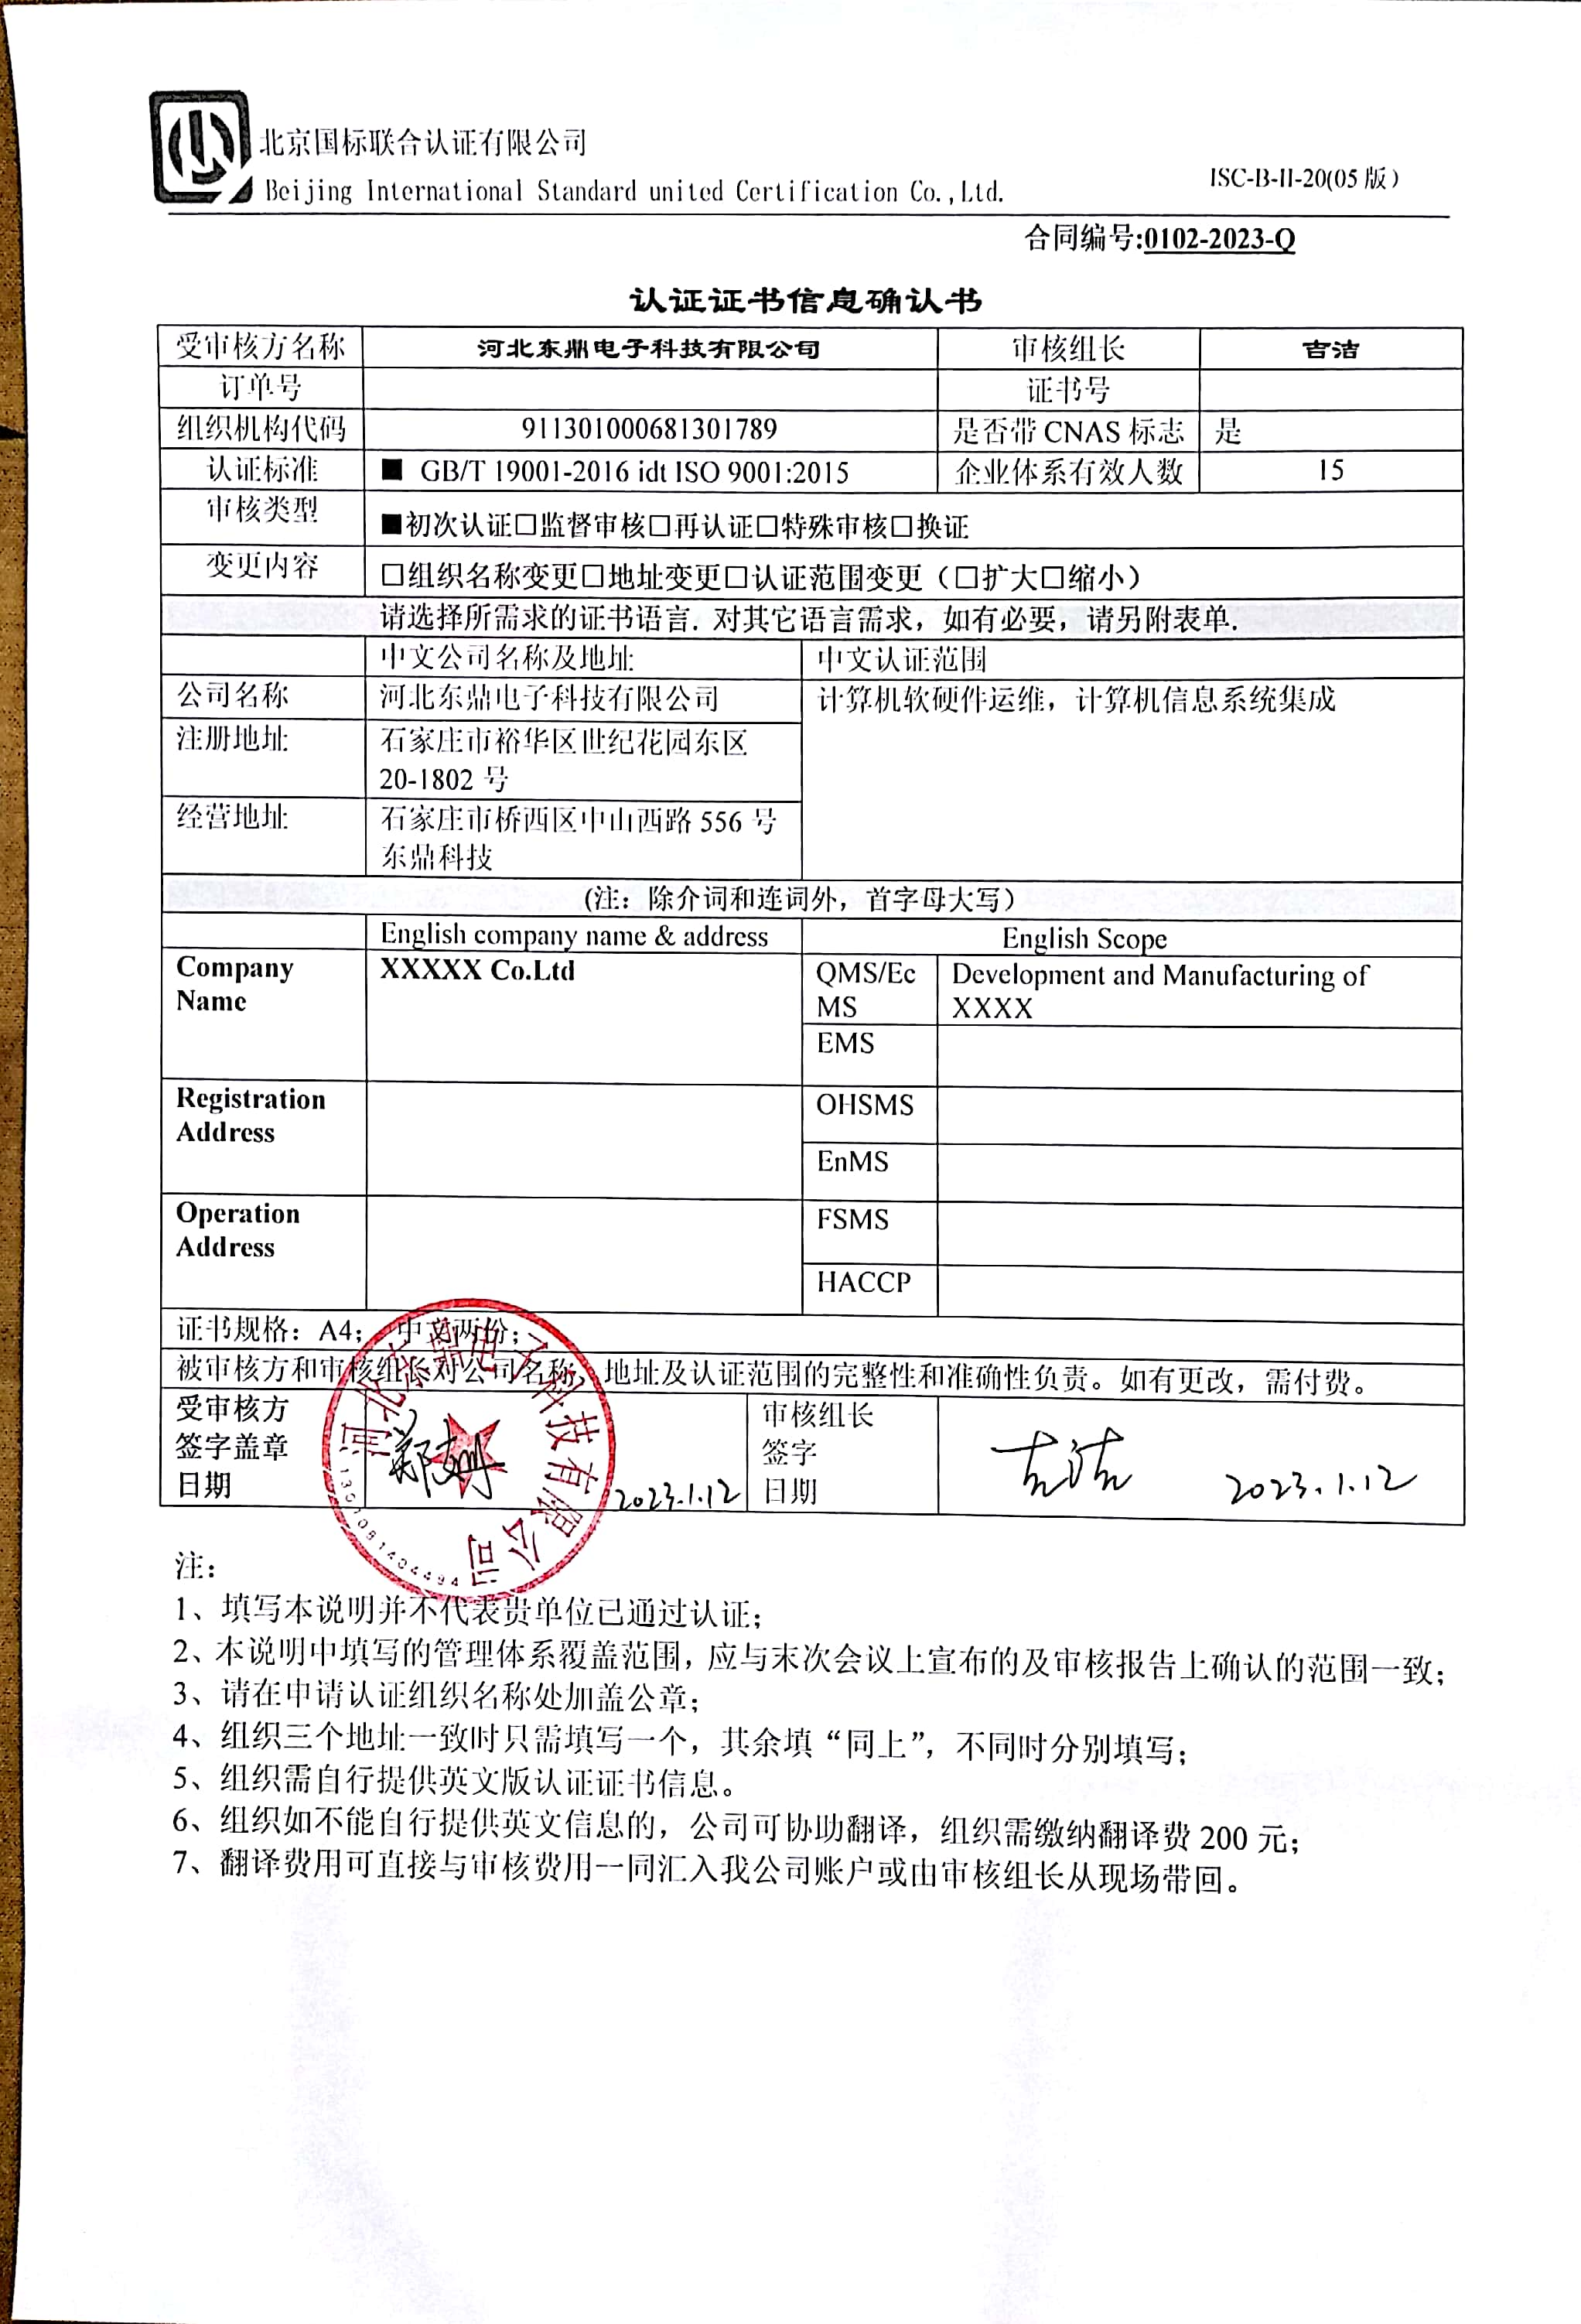 北京国标联合认证有限公司
Beijing International Standard united Certification Co.,Ltd.
ISC-B-II-20(05版)
合同编号:0102-2023-Q
认证证书信息确认书
受审核方名称 河北东鼎电子科技有限公司 审核组长 吉洁
订单号 证书号
组织机构代码 911301000681301789 是否带 CNAS 标志 是
认证标准 ■ GB/T 19001-2016 idt ISO 9001:2015 企业体系有效人数 15
审核类型 ■初次认证□监督审核□再认证□特殊审核□换证
变更内容 □组织名称变更□地址变更□认证范围变更（□扩大□缩小）
请选择所需求的证书语言. 对其它语言需求，如有必要，请另附表单.
中文公司名称及地址 中文认证范围
公司名称 河北东鼎电子科技有限公司 计算机软硬件运维，计算机信息系统集成
注册地址 石家庄市裕华区世纪花园东区
20-1802 号
经营地址 石家庄市桥西区中山西路 556 号
东鼎科技
(注：除介词和连词外，首字母大写）
English company name & address English Scope
Company XXXXX Co.Ltd QMS/Ec Development and Manufacturing of
Name MS XXXX
EMS
Registration OHSMS
Address
EnMS
Operation FSMS
Address
HACCP
证书规格：A4； 中文两份；
被审核方和审核组长对公司名称、地址及认证范围的完整性和准确性负责。如有更改，需付费。
受审核方 审核组长
签字盖章 签字 吉洁
日期 2023.1.12 日期 2023.1.12
河北东鼎电子科技有限公司
注：
1、填写本说明并不代表贵单位已通过认证；
2、本说明中填写的管理体系覆盖范围，应与末次会议上宣布的及审核报告上确认的范围一致；
3、请在申请认证组织名称处加盖公章；
4、组织三个地址一致时只需填写一个，其余填“同上”，不同时分别填写；
5、组织需自行提供英文版认证证书信息。
6、组织如不能自行提供英文信息的，公司可协助翻译，组织需缴纳翻译费 200 元；
7、翻译费用可直接与审核费用一同汇入我公司账户或由审核组长从现场带回。